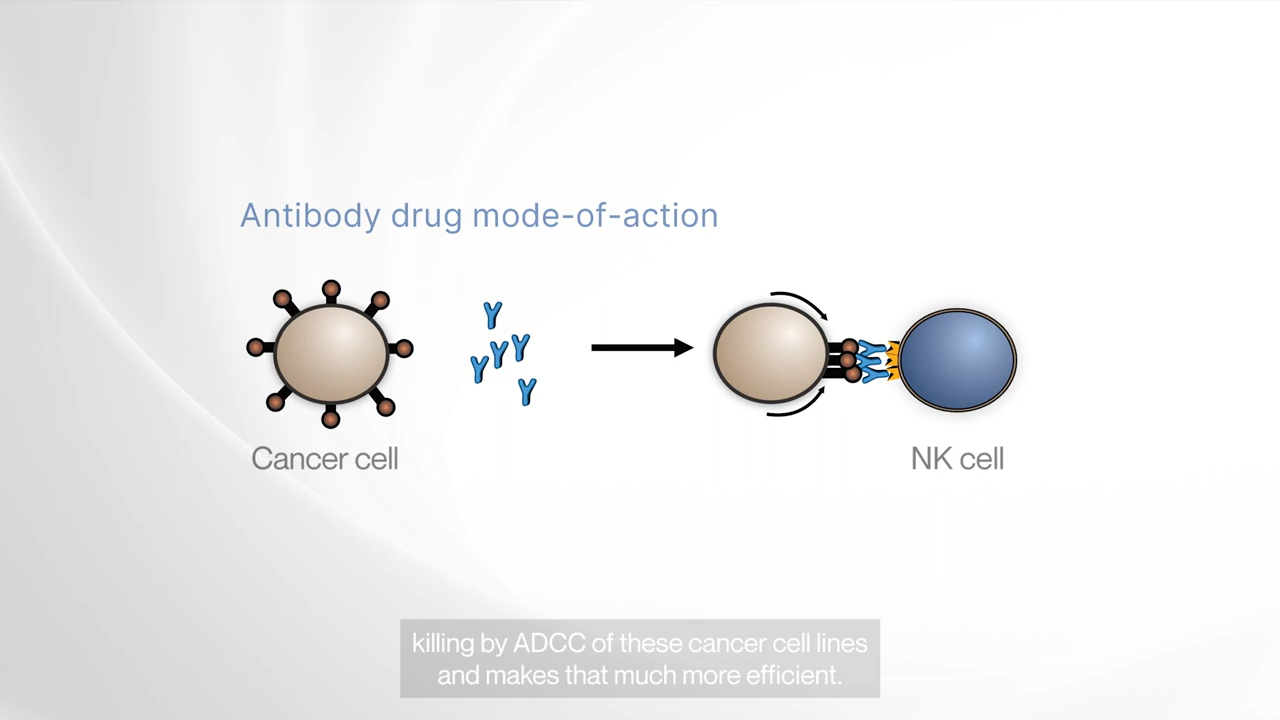 Antibody drug mode-of-action
Cancer cell
NK cell
killing by ADCC of these cancer cell lines
and makes that much more efficient.